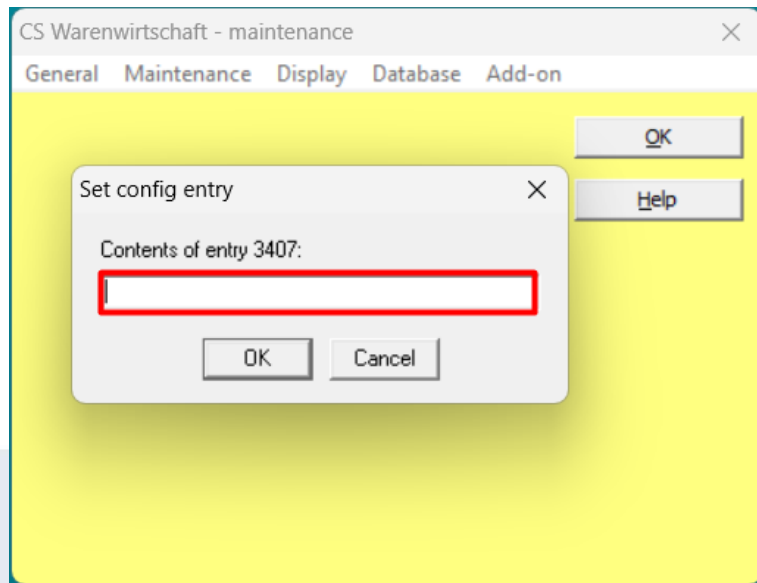 CS Warenwirtschaft - maintenance
General Maintenance Display Database Add-on
OK
Help
Set config entry
Contents of entry 3407:
OK Cancel